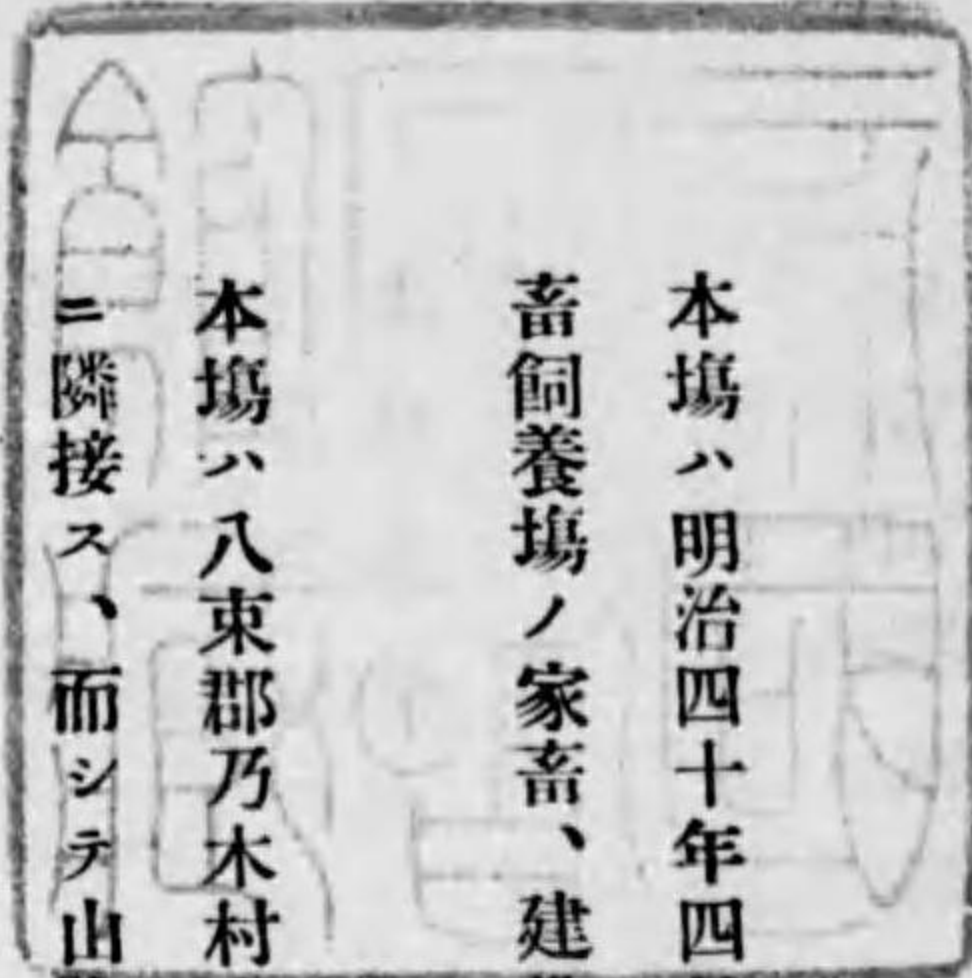 本塲ハ明治四十年四
畜飼養塲ノ家畜、建
本塲ハ八束郡乃木村
ニ隣接ス、而シテ山